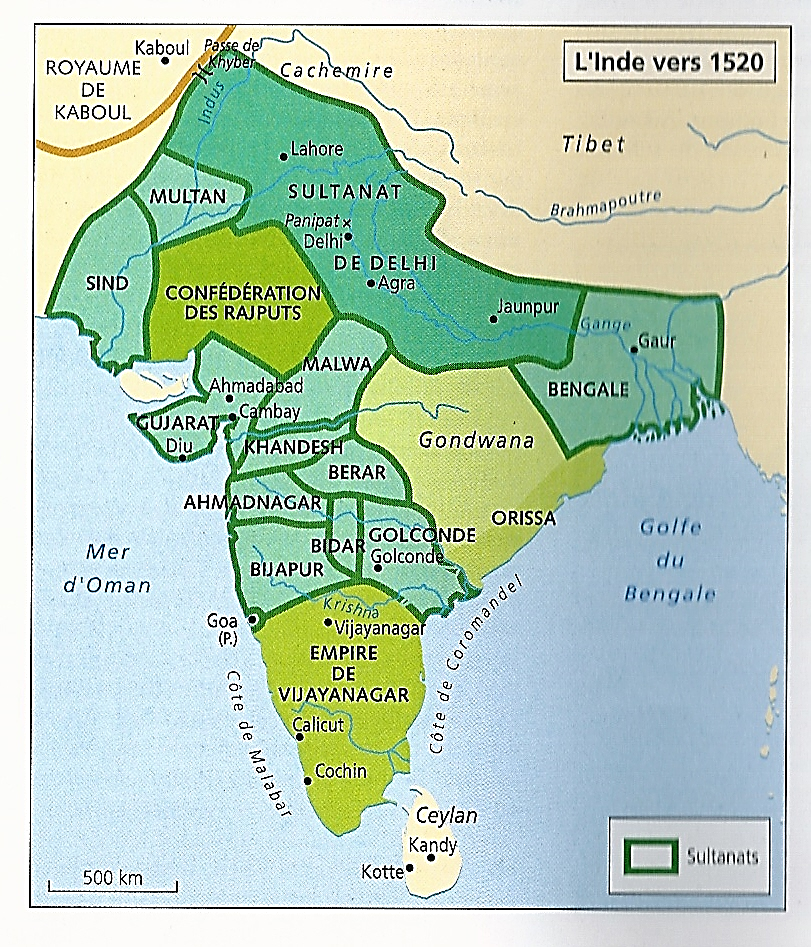 L'Inde vers 1520
Kaboul
Passe de
Khyber
ROYAUME
DE
KABOUL
Cachemire
Indus
Tibet
Lahore
MULTAN
SULTANAT
Brahmapoutre
Panipat
Delhi
DE DELHI
SIND
CONFÉDÉRATION
DES RAJPUTS
Agra
Jaunpur
Gange
Gaur
MALWA
Ahmadabad
BENGALE
Cambay
GUJARAT
Diu
Gondwana
KHANDESH
BERAR
AHMADNAGAR
ORISSA
Golfe
du
Bengale
Mer
d'Oman
BIDAR
GOLCONDE
Golconde
BIJAPUR
Krishna
Goa
(P.)
Vijayanagar
EMPIRE
DE
VIJAYANAGAR
Côte de Coromandel
Côte de Malabar
Calicut
Cochin
Ceylan
Kandy
Kotte
500 km
Sultanats